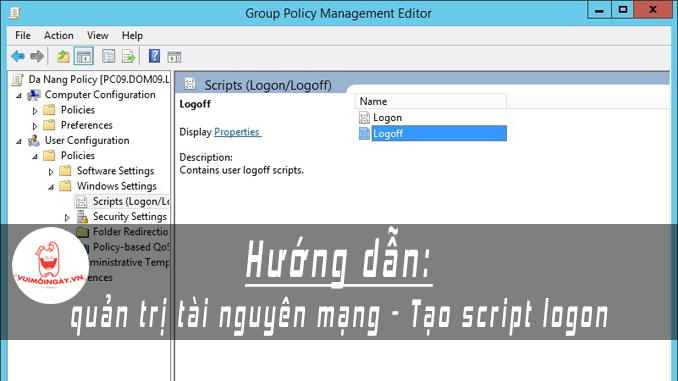 Group Policy Management Editor
File Action View Help
Da Nang Policy [PC09.DOM09.L
Computer Configuration
Policies
Preferences
User Configuration
Policies
Software Settings
Windows Settings
Scripts (Logon/Lo
Security Settings
Folder Redirectio
Policy-based QoS
ministrative Temp
ences
Scripts (Logon/Logoff)
Logoff
Display Properties
Description:
Contains user logoff scripts.
Name
Logon
Logoff
VUIMOINGAY.VN
Hướng dẫn:
quản trị tài nguyên mạng - Tạo script logon